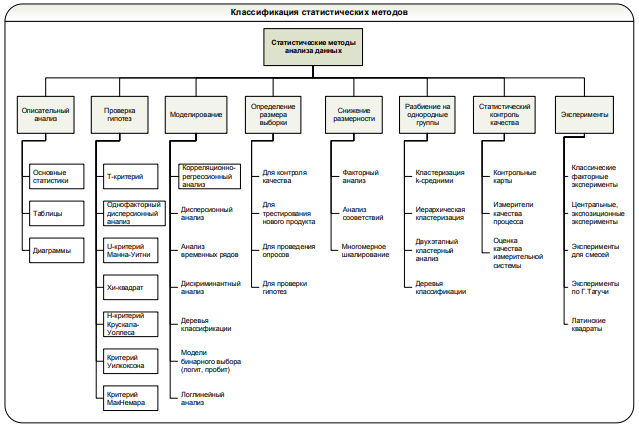 Классификация статистических методов
Статистические методы
анализа данных
Описательный
анализ
Проверка
гипотез
Моделирование
Определение
размера
выборки
Снижение
размерности
Разбиение на
однородные
группы
Статистический
контроль
качества
Эксперименты
Основные
статистики
Таблицы
Диаграммы
Т-критерий
Однофакторный
дисперсионный
анализ
U-критерий
Манна-Уитни
Хи-квадрат
Н-критерий
Крускала-
Уоллеса
Критерий
Уилкоксона
Критерий
МакНемара
Корреляционно-
регрессионный
анализ
Дисперсионный
анализ
Анализ
временных рядов
Дискриминантный
анализ
Деревья
классификации
Модели
бинарного выбора
(логит, пробит)
Логлинейный
анализ
Для контроля
качества
Для
тестрирования
нового продукта
Для проведения
опросов
Для проверки
гипотез
Факторный
анализ
Анализ
сооветствий
Многомерное
шкалирование
Кластеризация
k-средними
Иерархическая
кластеризация
Двухэтапный
кластерный
анализ
Деревья
классификации
Контрольные
карты
Измерители
качества
процесса
Оценка
качества
измерительной
системы
Классические
факторные
эксперименты
Центральные,
экспозиционные
эксперименты
Эксперименты
для смесей
Эксперименты
по Г.Тагучи
Латинские
квадраты